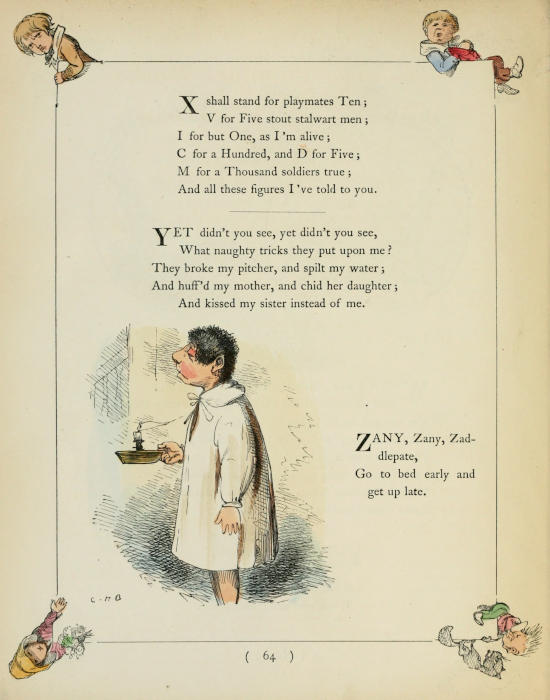 X shall stand for playmates Ten;
V for Five stout stalwart men;
I for but One, as I'm alive;
C for a Hundred, and D for Five;
M for a Thousand soldiers true;
And all these figures I've told to you.
YET didn't you see, yet didn't you see,
What naughty tricks they put upon me?
They broke my pitcher, and spilt my water;
And huff'd my mother, and chid her daughter;
And kissed my sister instead of me.
ZANY, Zany, Zad-
dlepate,
Go to bed early and
get up late.
( 64 )